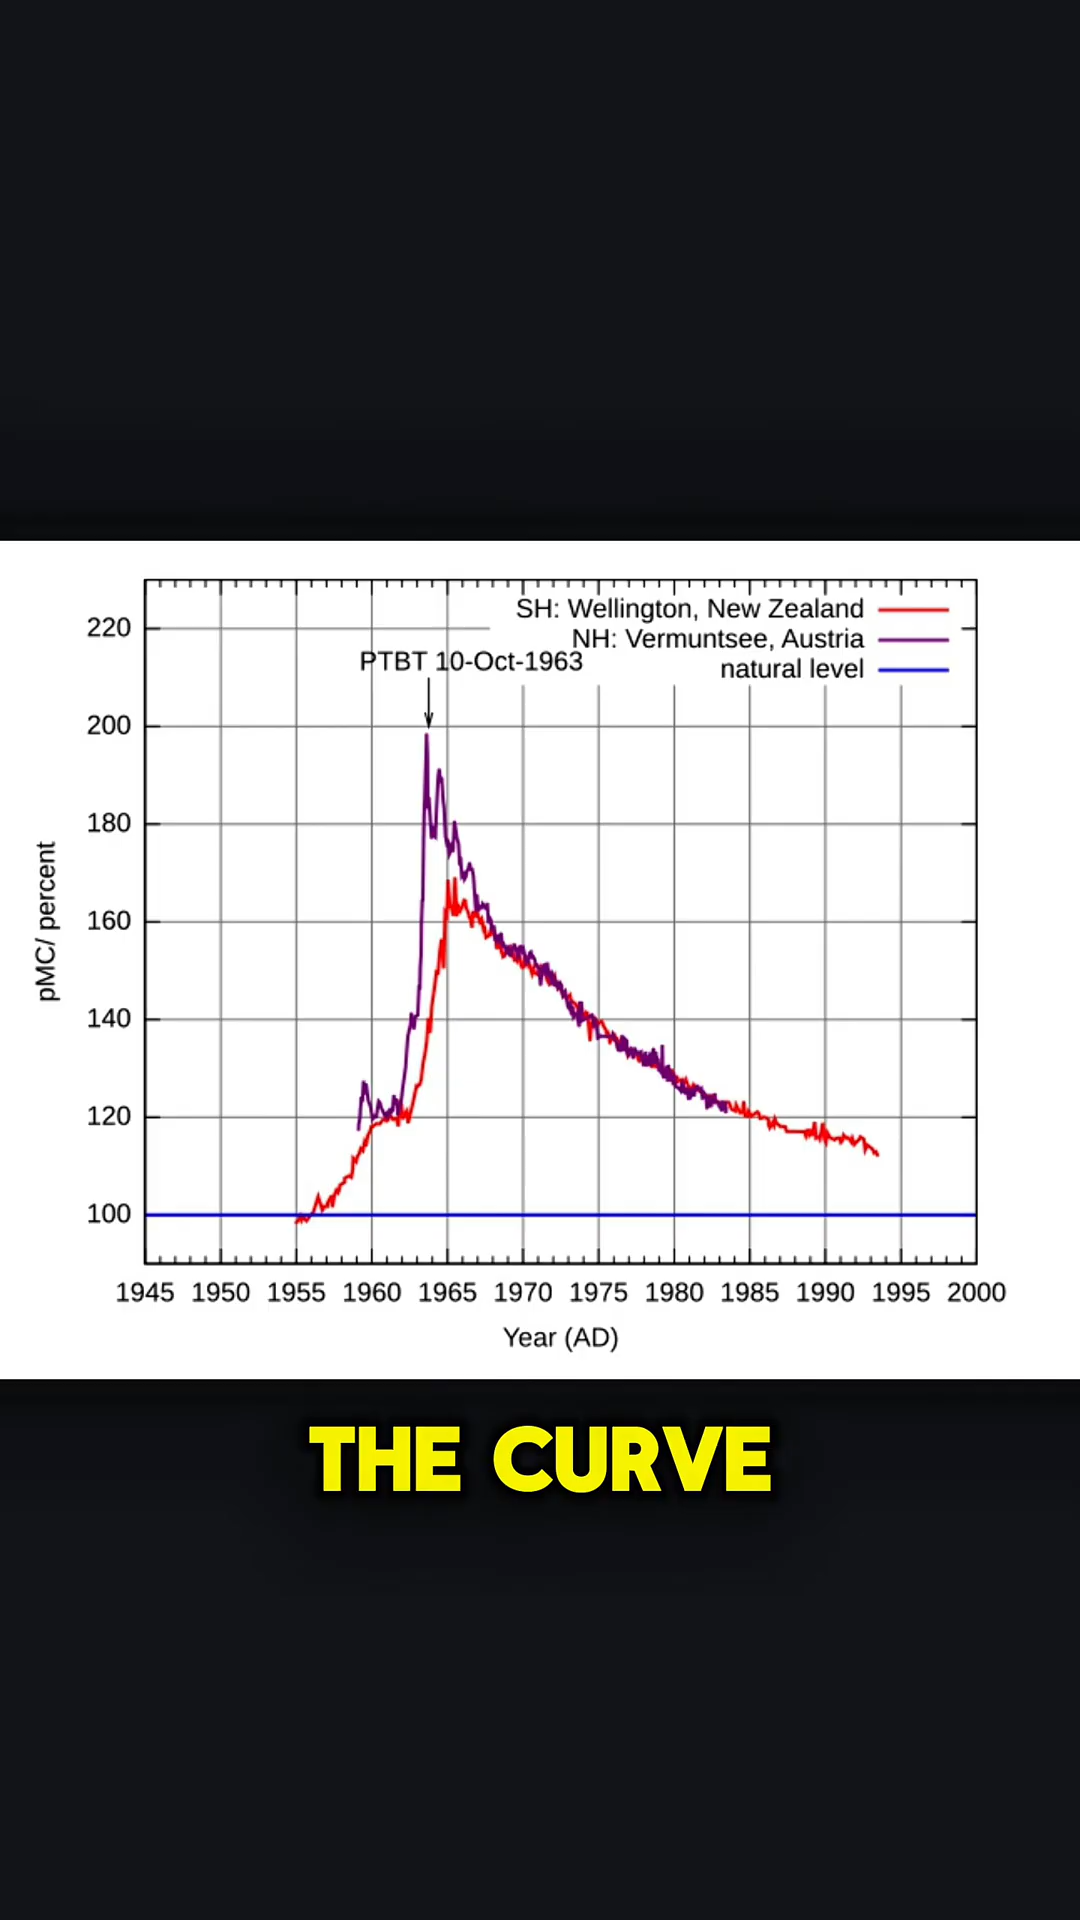 SH: Wellington, New Zealand
NH: Vermuntsee, Austria
natural level
PTBT 10-Oct-1963
220
200
180
160
140
120
100
pMC/ percent
1945 1950 1955 1960 1965 1970 1975 1980 1985 1990 1995 2000
Year (AD)
THE CURVE